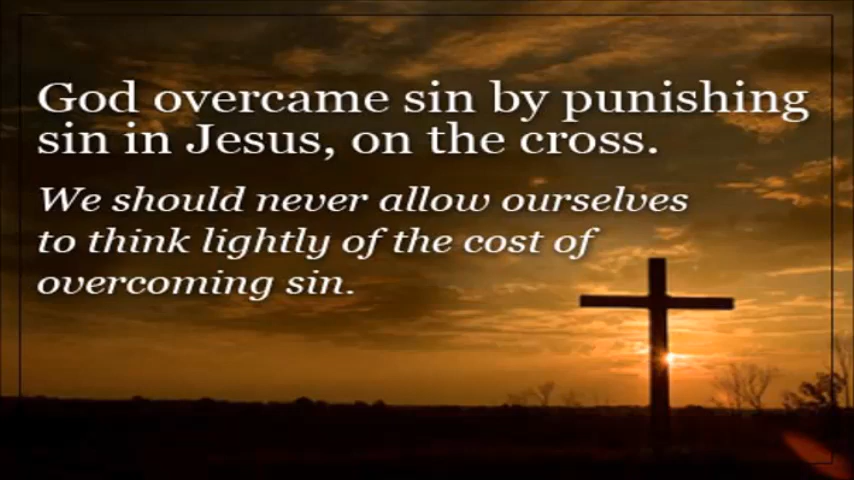 God overcame sin by punishing
sin in Jesus, on the cross.
We should never allow ourselves
to think lightly of the cost of
overcoming sin.